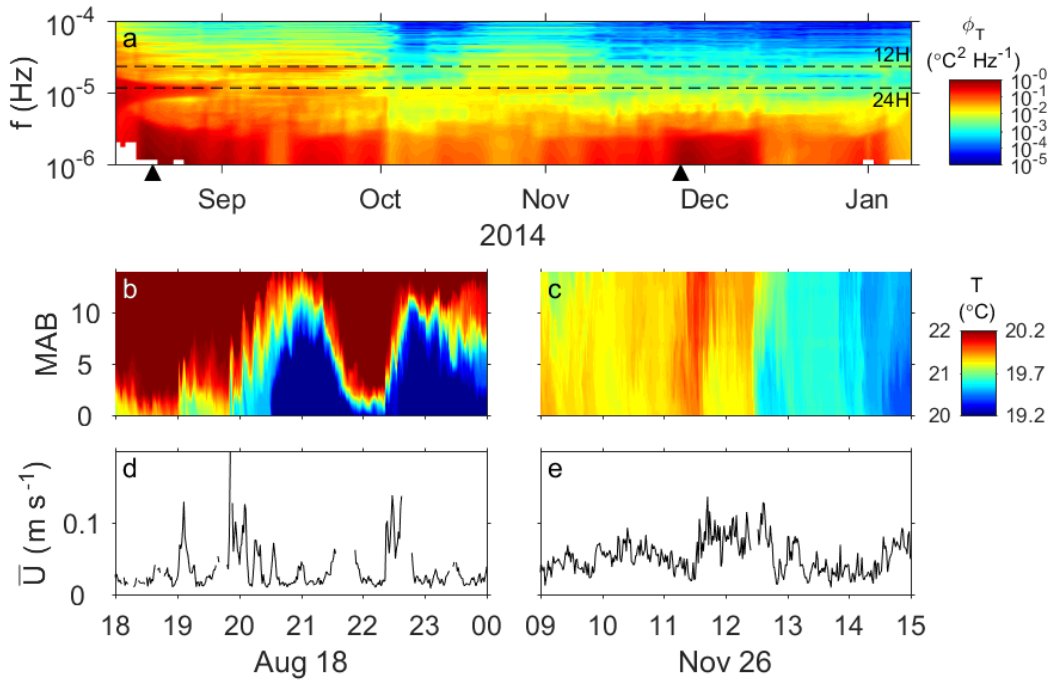 10⁻⁴
a
ϕ_T
(°C² Hz⁻¹)
12H
f (Hz)
10⁻⁵
24H
10⁻⁶
10⁻⁰
10⁻¹
10⁻²
10⁻³
10⁻⁴
10⁻⁵
Sep Oct Nov Dec Jan
2014
b
c
T
(°C)
MAB
10
5
0
22 20.2
21 19.7
20 19.2
d
e
U̅ (m s⁻¹)
0.1
0
18 19 20 21 22 23 00
09 10 11 12 13 14 15
Aug 18
Nov 26